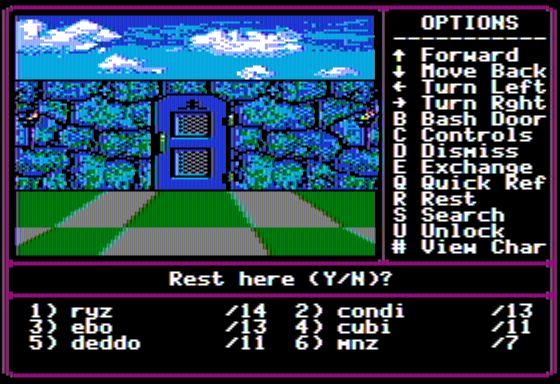 OPTIONS
------------
↑ Forward
↓ Move Back
← Turn Left
→ Turn Rght
B Bash Door
C Controls
D Dismiss
E Exchange
Q Quick Ref
R Rest
S Search
U Unlock
# View Char
Rest here (Y/N)?
1) ryz /14 2) condi /13
3) ebo /13 4) cubi /11
5) deddo /11 6) mnz /7